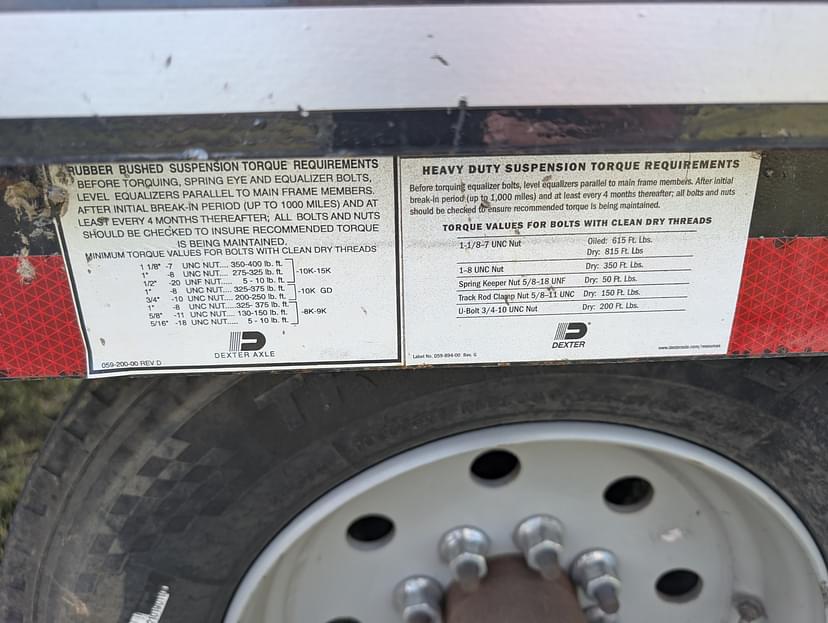 RUBBER BUSHED SUSPENSION TORQUE REQUIREMENTS
BEFORE TORQUING, SPRING EYE AND EQUALIZER BOLTS,
LEVEL EQUALIZERS PARALLEL TO MAIN FRAME MEMBERS.
AFTER INITIAL BREAK-IN PERIOD (UP TO 1000 MILES) AND AT
LEAST EVERY 4 MONTHS THEREAFTER; ALL BOLTS AND NUTS
SHOULD BE CHECKED TO INSURE RECOMMENDED TORQUE
IS BEING MAINTAINED.
MINIMUM TORQUE VALUES FOR BOLTS WITH CLEAN DRY THREADS
1 1/8" -7 UNC NUT.... 350-400 lb. ft.
1" -8 UNC NUT.... 275-325 lb. ft. -10K-15K
1/2" -20 UNF NUT..... 5 - 10 lb. ft.
1" -8 UNC NUT.... 325-375 lb. ft. -10K GD
3/4" -10 UNC NUT.... 200-250 lb. ft.
1" -8 UNC NUT.....325- 375 lb. ft.
5/8" -11 UNC NUT.... 130-150 lb. ft. -8K-9K
5/16" -18 UNC NUT..... 5 - 10 lb. ft.
DEXTER AXLE
059-200-00 REV D
HEAVY DUTY SUSPENSION TORQUE REQUIREMENTS
Before torquing equalizer bolts, level equalizers parallel to main frame members. After initial
break-in period (up to 1,000 miles) and at least every 4 months thereafter; all bolts and nuts
should be checked to ensure recommended torque is being maintained.
TORQUE VALUES FOR BOLTS WITH CLEAN DRY THREADS
1-1/8-7 UNC Nut Oiled: 615 Ft. Lbs.
Dry: 815 Ft. Lbs
1-8 UNC Nut Dry: 350 Ft. Lbs.
Spring Keeper Nut 5/8-18 UNF Dry: 50 Ft. Lbs.
Track Rod Clamp Nut 5/8-11 UNC Dry: 150 Ft. Lbs.
U-Bolt 3/4-10 UNC Nut Dry: 200 Ft. Lbs.
DEXTER
Label No. 059-894-00 Rev. G
www.dexteraxle.com/resources